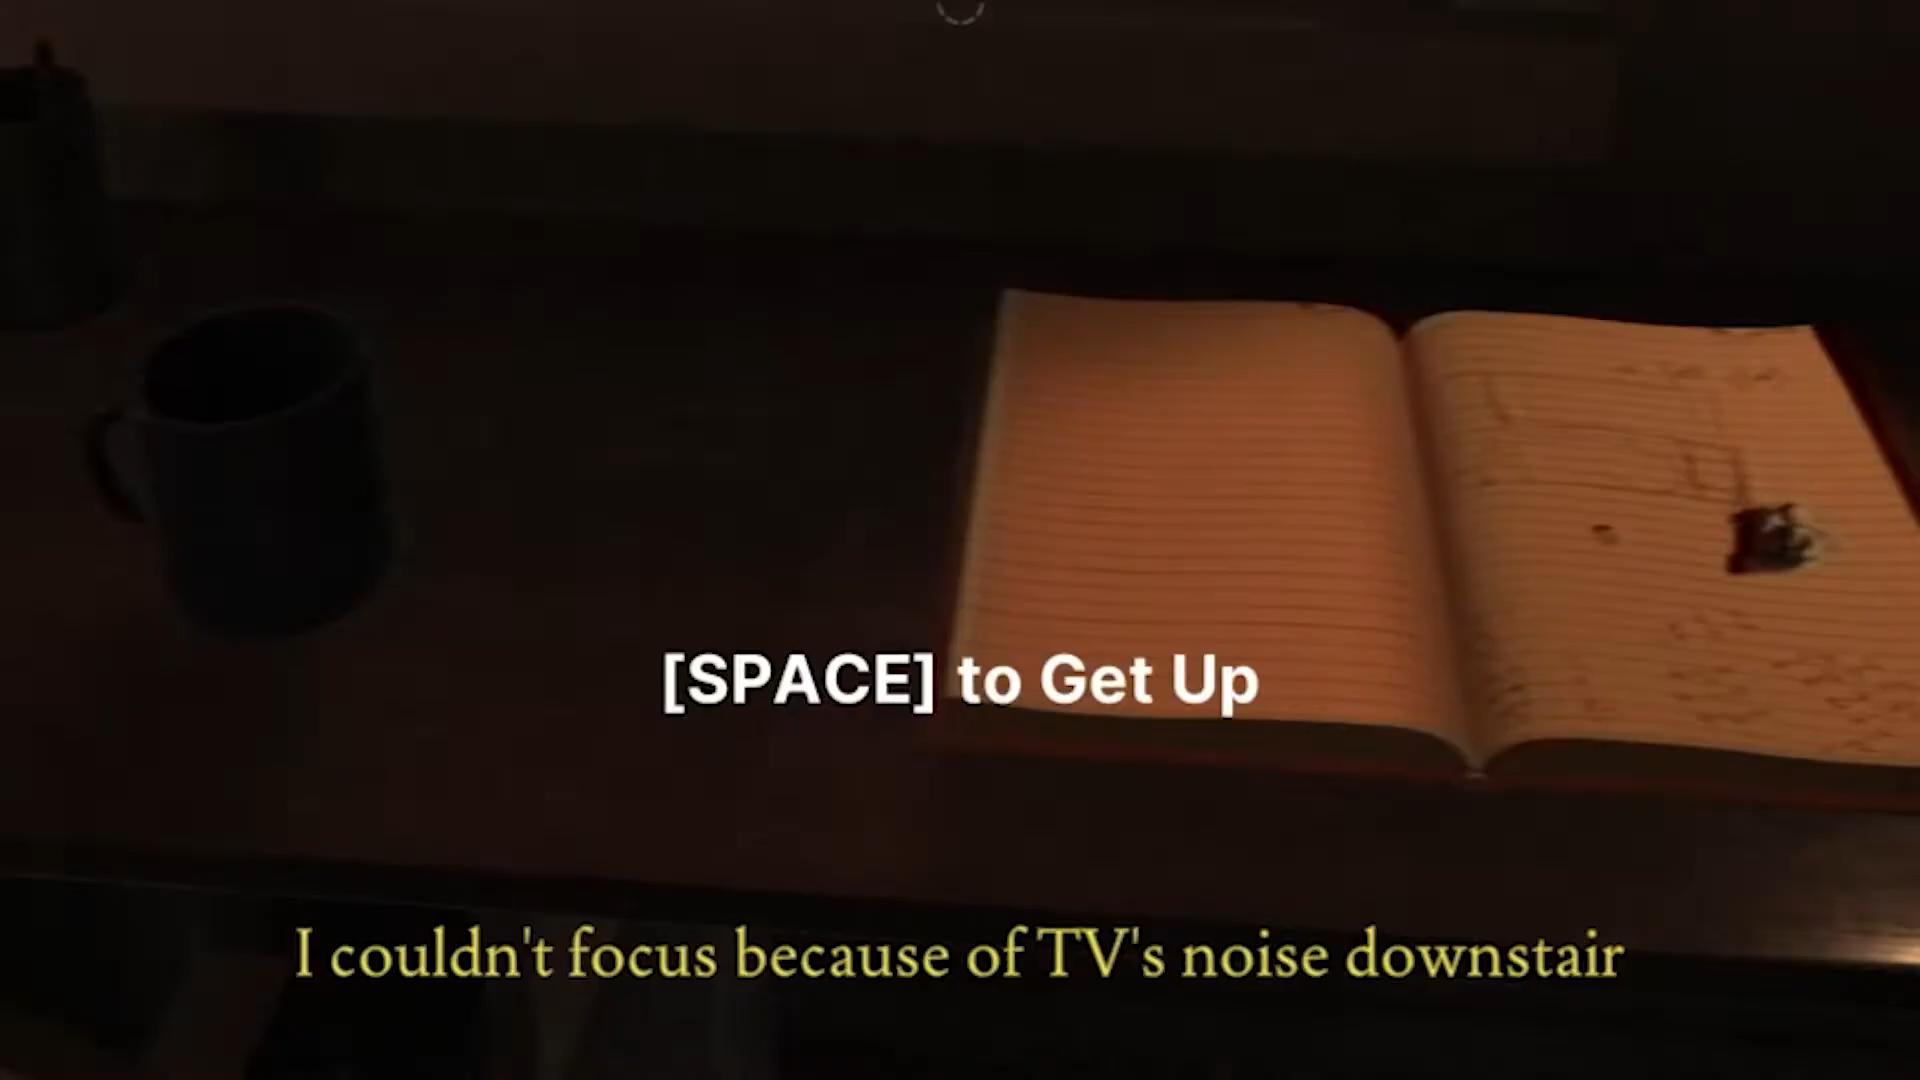 [SPACE] to Get Up
I couldn't focus because of TV's noise downstair